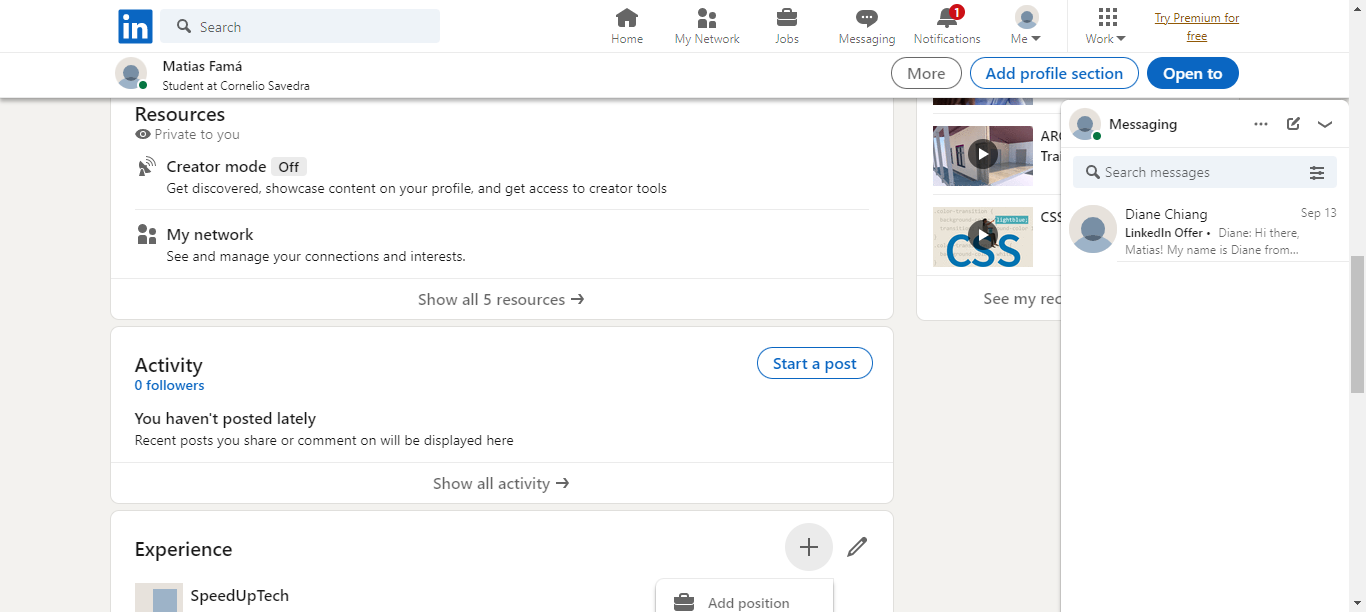 in
Search
Home
My Network
Jobs
Messaging
1
Notifications
Me
Work
Try Premium for
free
Matias Famá
Student at Cornelio Savedra
More
Add profile section
Open to
Resources
Private to you
Creator mode Off
Get discovered, showcase content on your profile, and get access to creator tools
My network
See and manage your connections and interests.
Show all 5 resources →
Activity
0 followers
Start a post
You haven't posted lately
Recent posts you share or comment on will be displayed here
Show all activity →
Experience
SpeedUpTech
Add position
Trai
CSS
lightblue;
CSS
See my rec
Messaging
Search messages
Diane Chiang
Sep 13
LinkedIn Offer • Diane: Hi there,
Matias! My name is Diane from...